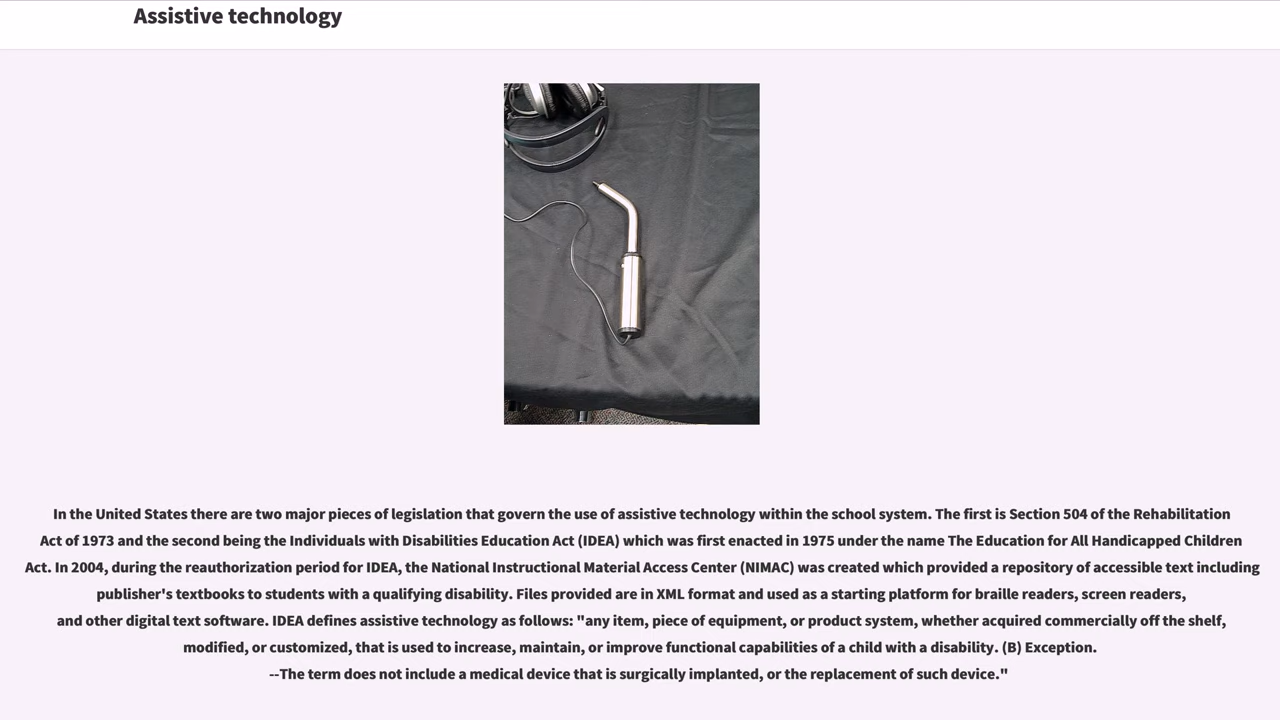 Assistive technology
In the United States there are two major pieces of legislation that govern the use of assistive technology within the school system. The first is Section 504 of the Rehabilitation
Act of 1973 and the second being the Individuals with Disabilities Education Act (IDEA) which was first enacted in 1975 under the name The Education for All Handicapped Children
Act. In 2004, during the reauthorization period for IDEA, the National Instructional Material Access Center (NIMAC) was created which provided a repository of accessible text including
publisher's textbooks to students with a qualifying disability. Files provided are in XML format and used as a starting platform for braille readers, screen readers,
and other digital text software. IDEA defines assistive technology as follows: "any item, piece of equipment, or product system, whether acquired commercially off the shelf,
modified, or customized, that is used to increase, maintain, or improve functional capabilities of a child with a disability. (B) Exception.
--The term does not include a medical device that is surgically implanted, or the replacement of such device."